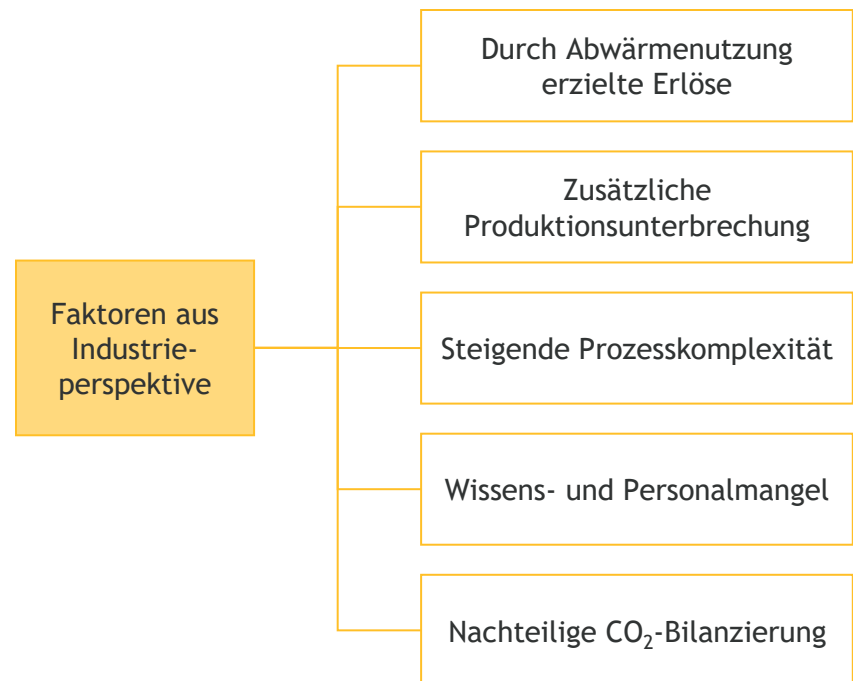 Durch Abwärmenutzung
erzielte Erlöse
Zusätzliche
Produktionsunterbrechung
Faktoren aus
Industrie-
perspektive
Steigende Prozesskomplexität
Wissens- und Personalmangel
Nachteilige CO₂-Bilanzierung